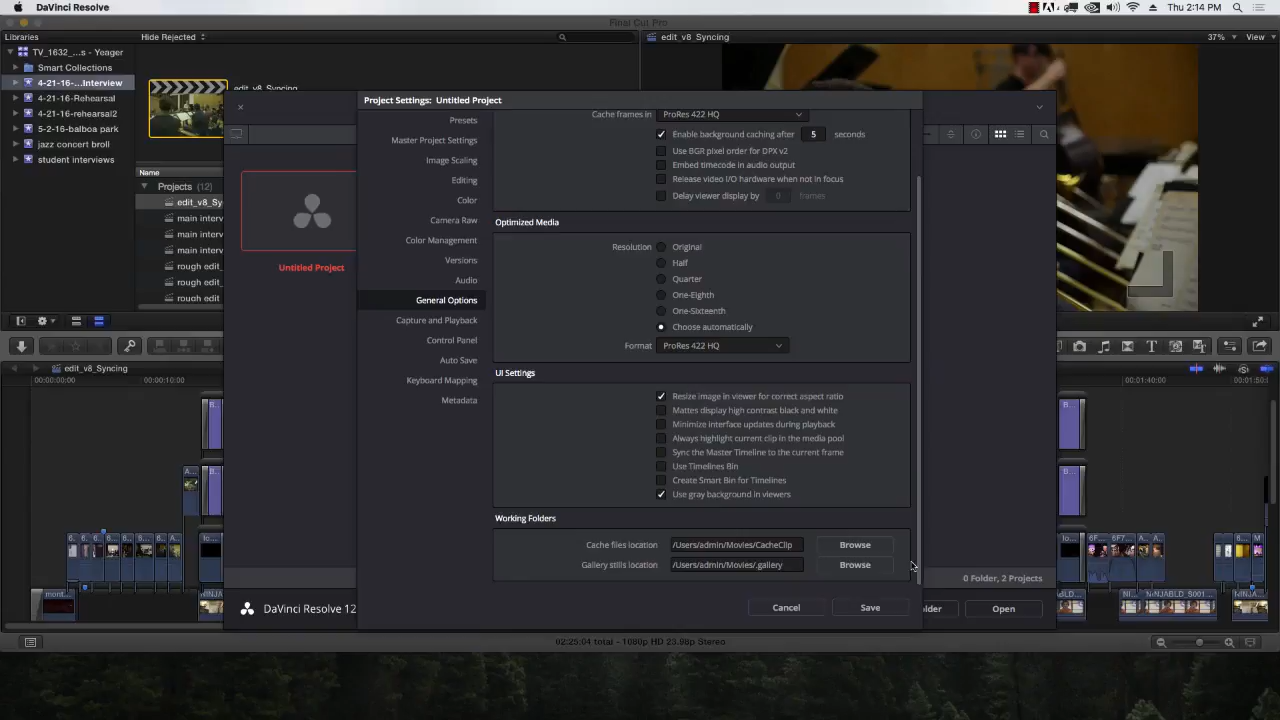 DaVinci Resolve
Thu 2:14 PM
Final Cut Pro
Libraries
Hide Rejected
edit_v8_Syncing
37%
View
TV_1632_...s - Yeager
Smart Collections
4-21-16-...Interview
4-21-16-Rehearsal
4-21-16-rehearsal2
5-2-16-balboa park
jazz concert broll
student interviews
edit_v8_Syncing
Name
Projects (12)
edit_v8_Sy
main interv
main interv
main interv
rough edit_
rough edit_
rough edit
Untitled Project
Project Settings: Untitled Project
Presets
Master Project Settings
Image Scaling
Editing
Color
Camera Raw
Color Management
Versions
Audio
General Options
Capture and Playback
Control Panel
Auto Save
Keyboard Mapping
Metadata
Cache frames in ProRes 422 HQ
Enable background caching after 5 seconds
Use BGR pixel order for DPX v2
Embed timecode in audio output
Release video I/O hardware when not in focus
Delay viewer display by 0 frames
Optimized Media
Resolution Original
Half
Quarter
One-Eighth
One-Sixteenth
Choose automatically
Format ProRes 422 HQ
UI Settings
Resize image in viewer for correct aspect ratio
Mattes display high contrast black and white
Minimize interface updates during playback
Always highlight current clip in the media pool
Sync the Master Timeline to the current frame
Use Timelines Bin
Create Smart Bin for Timelines
Use gray background in viewers
Working Folders
Cache files location /Users/admin/Movies/CacheClip Browse
Gallery stills location /Users/admin/Movies/.gallery Browse
Cancel Save
0 Folder, 2 Projects
DaVinci Resolve 12
older
Open
edit_v8_Syncing
00:00:00:00
00:00:10:00
00:01:40:00
00:01:50:0
02:25:04 total - 1080p HD 23.98p Stereo